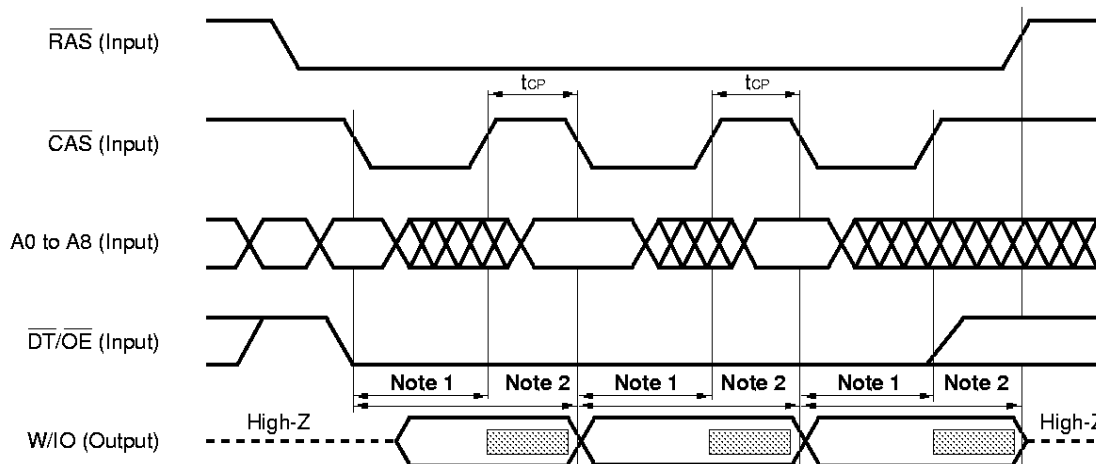 RAS (Input)
tCP tCP
CAS (Input)
A0 to A8 (Input)
DT/OE (Input)
Note 1 Note 2 Note 1 Note 2 Note 1 Note 2
High-Z High-Z
W/IO (Output)